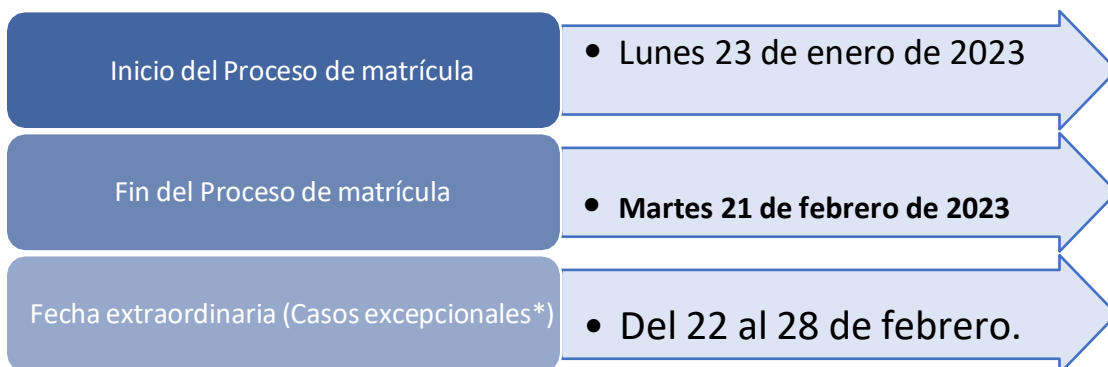 Inicio del Proceso de matrícula
• Lunes 23 de enero de 2023
Fin del Proceso de matrícula
• Martes 21 de febrero de 2023
Fecha extraordinaria (Casos excepcionales*)
• Del 22 al 28 de febrero.